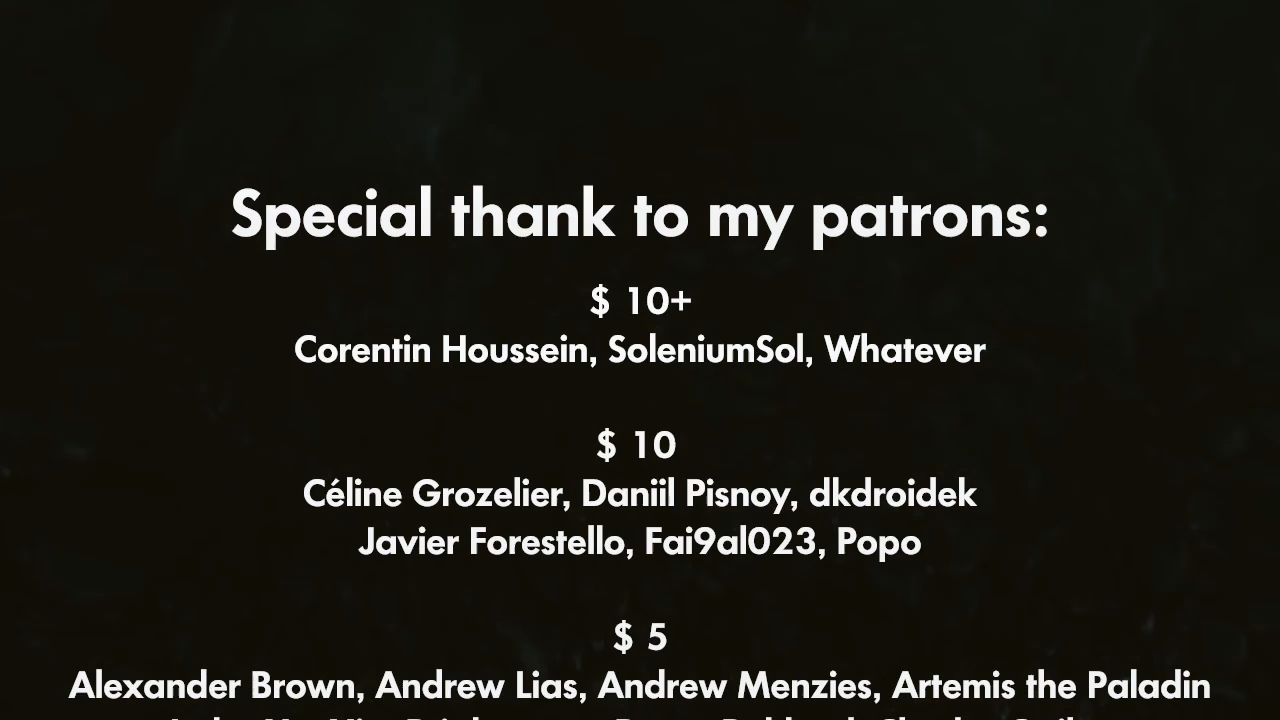 Special thank to my patrons:
$ 10+
Corentin Houssein, SoleniumSol, Whatever
$ 10
Céline Grozelier, Daniil Pisnoy, dkdroidek
Javier Forestello, Fai9al023, Popo
$ 5
Alexander Brown, Andrew Lias, Andrew Menzies, Artemis the Paladin